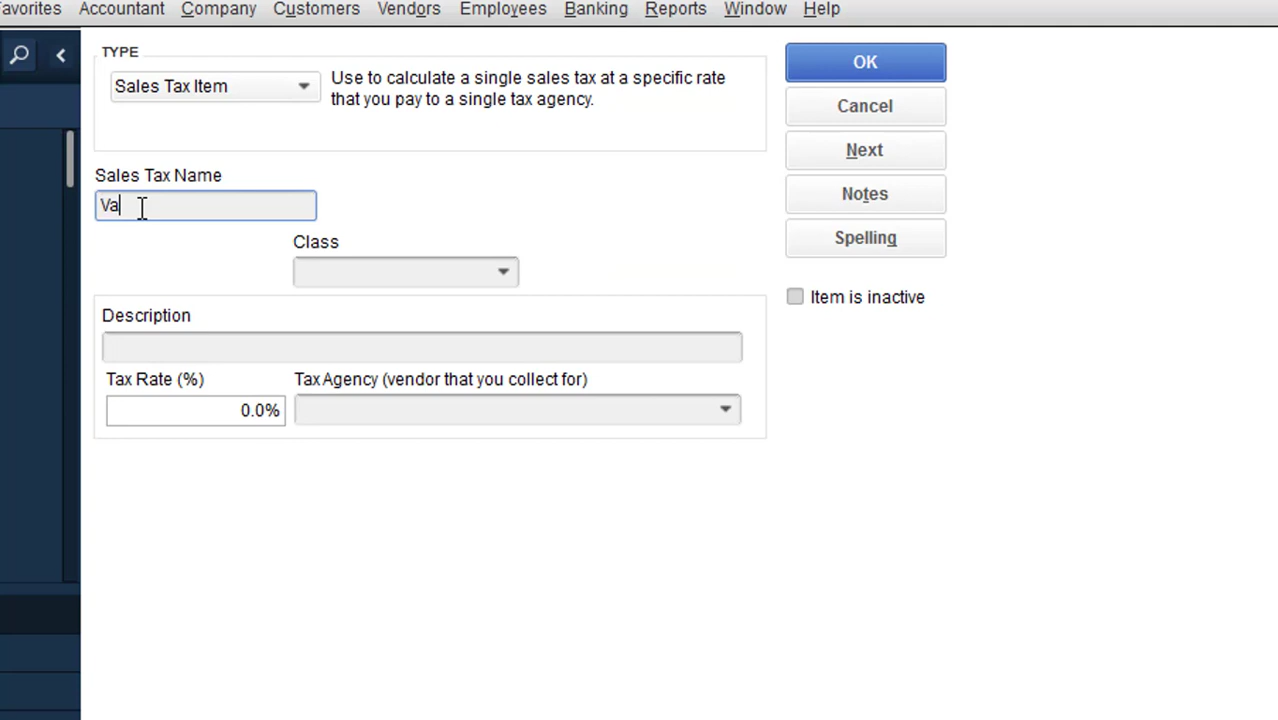 avorites Accountant Company Customers Vendors Employees Banking Reports Window Help
TYPE
Sales Tax Item
Use to calculate a single sales tax at a specific rate
that you pay to a single tax agency.
OK
Cancel
Next
Notes
Spelling
Item is inactive
Sales Tax Name
Va
Class
Description
Tax Rate (%)
Tax Agency (vendor that you collect for)
0.0%